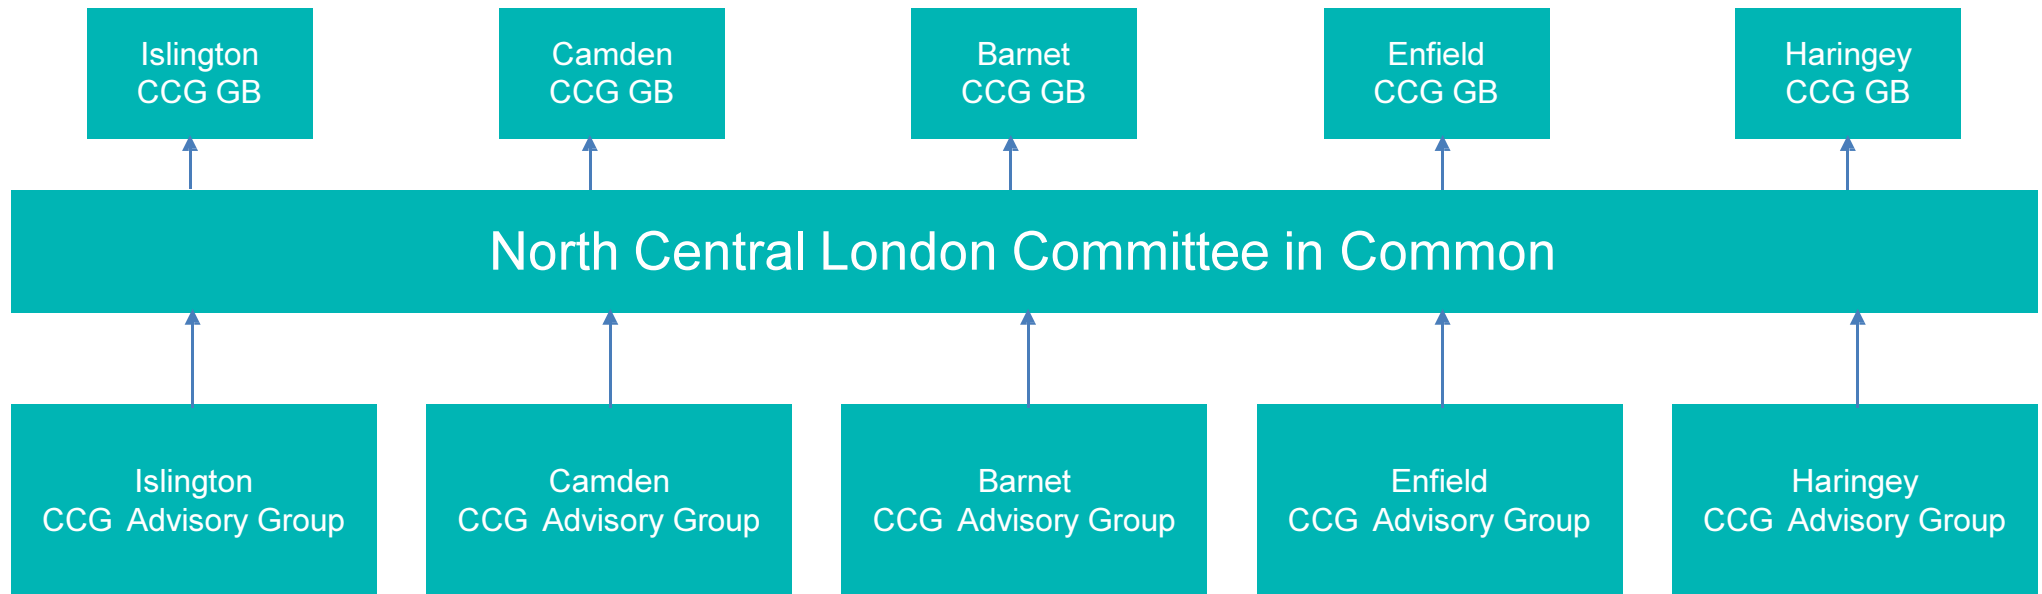 Islington
CCG GB
Camden
CCG GB
Barnet
CCG GB
Enfield
CCG GB
Haringey
CCG GB
North Central London Committee in Common
Islington
CCG Advisory Group
Camden
CCG Advisory Group
Barnet
CCG Advisory Group
Enfield
CCG Advisory Group
Haringey
CCG Advisory Group